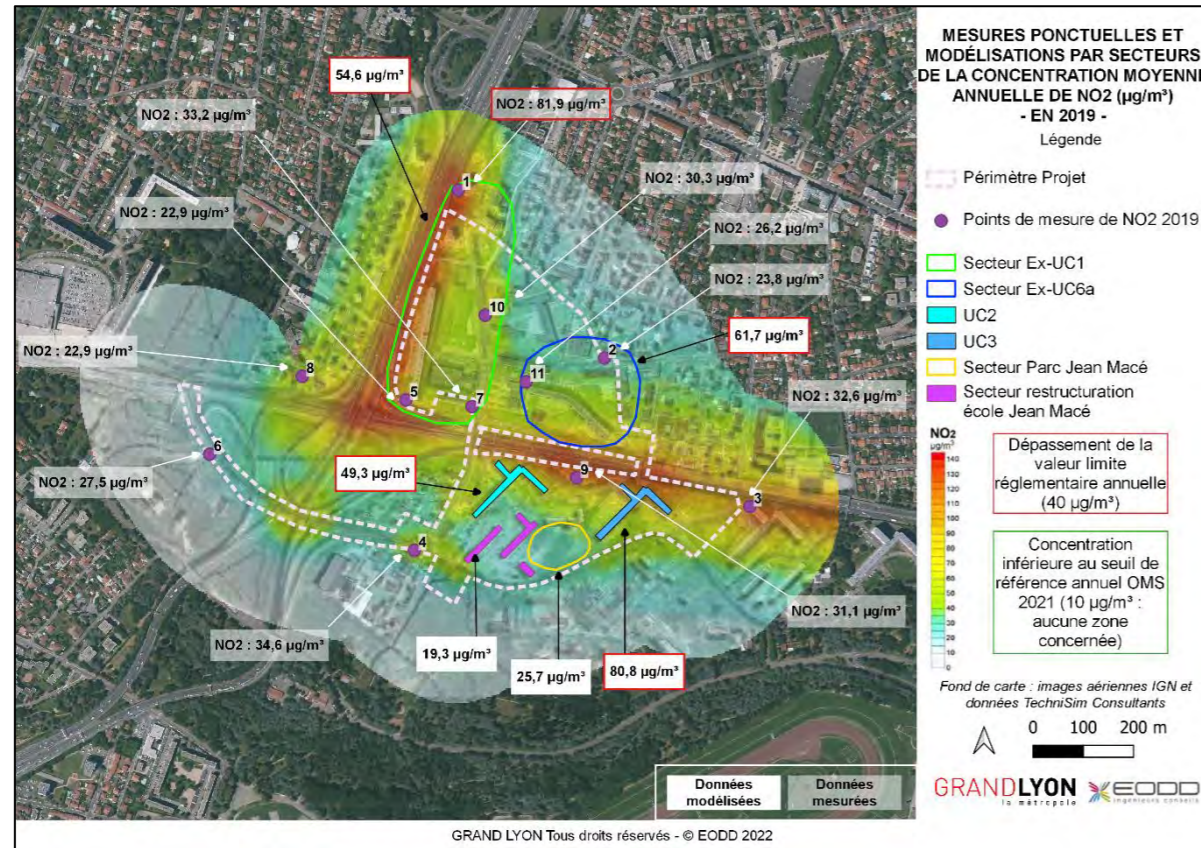 MESURES PONCTUELLES ET
MODÉLISATIONS PAR SECTEURS
DE LA CONCENTRATION MOYENNE
ANNUELLE DE NO2 (µg/m³)
- EN 2019 -
Légende
Périmètre Projet
Points de mesure de NO2 2019
Secteur Ex-UC1
Secteur Ex-UC6a
UC2
UC3
Secteur Parc Jean Macé
Secteur restructuration
école Jean Macé
NO2
µg/m³
140
130
120
110
100
90
80
70
60
50
40
30
20
10
0
Dépassement de la
valeur limite
réglementaire annuelle
(40 µg/m³)
Concentration
inférieure au seuil de
référence annuel OMS
2021 (10 µg/m³ :
aucune zone
concernée)
Fond de carte : images aériennes IGN et
données TechniSim Consultants
0 100 200 m
GRANDLYON
la métropole
EODD
ingénieurs conseils
54,6 µg/m³
NO2 : 81,9 µg/m³
NO2 : 33,2 µg/m³
NO2 : 30,3 µg/m³
NO2 : 22,9 µg/m³
NO2 : 26,2 µg/m³
NO2 : 23,8 µg/m³
61,7 µg/m³
NO2 : 22,9 µg/m³
NO2 : 32,6 µg/m³
49,3 µg/m³
NO2 : 27,5 µg/m³
NO2 : 31,1 µg/m³
NO2 : 34,6 µg/m³
19,3 µg/m³
25,7 µg/m³
80,8 µg/m³
1
10
2
11
8
5
7
6
9
3
4
Données
modélisées
Données
mesurées
GRAND LYON Tous droits réservés - © EODD 2022